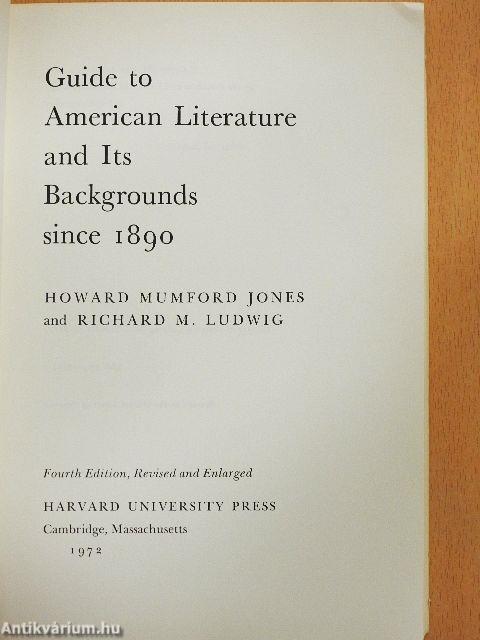 Guide to
American Literature
and Its
Backgrounds
since 1890
HOWARD MUMFORD JONES
and RICHARD M. LUDWIG
Fourth Edition, Revised and Enlarged
HARVARD UNIVERSITY PRESS
Cambridge, Massachusetts
1972
Antikvárium.hu